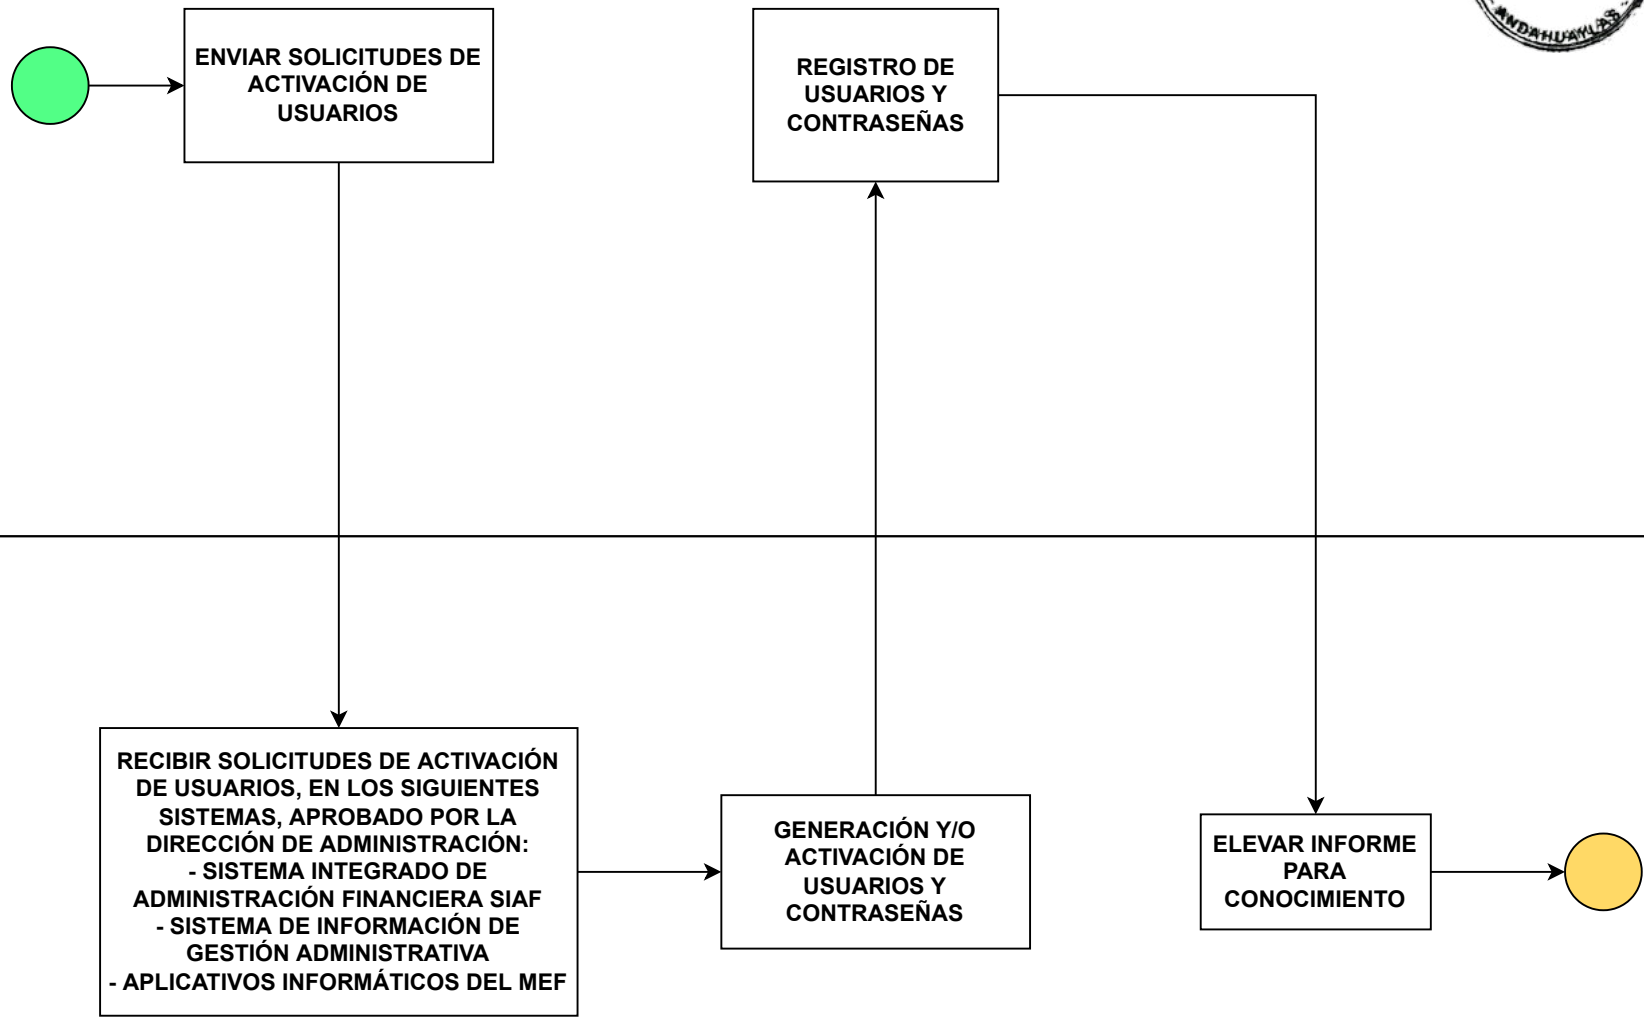 ENVIAR SOLICITUDES DE
ACTIVACIÓN DE
USUARIOS
REGISTRO DE
USUARIOS Y
CONTRASEÑAS
ANDAHUAYLAS
RECIBIR SOLICITUDES DE ACTIVACIÓN
DE USUARIOS, EN LOS SIGUIENTES
SISTEMAS, APROBADO POR LA
DIRECCIÓN DE ADMINISTRACIÓN:
- SISTEMA INTEGRADO DE
ADMINISTRACIÓN FINANCIERA SIAF
- SISTEMA DE INFORMACIÓN DE
GESTIÓN ADMINISTRATIVA
- APLICATIVOS INFORMÁTICOS DEL MEF
GENERACIÓN Y/O
ACTIVACIÓN DE
USUARIOS Y
CONTRASEÑAS
ELEVAR INFORME
PARA
CONOCIMIENTO